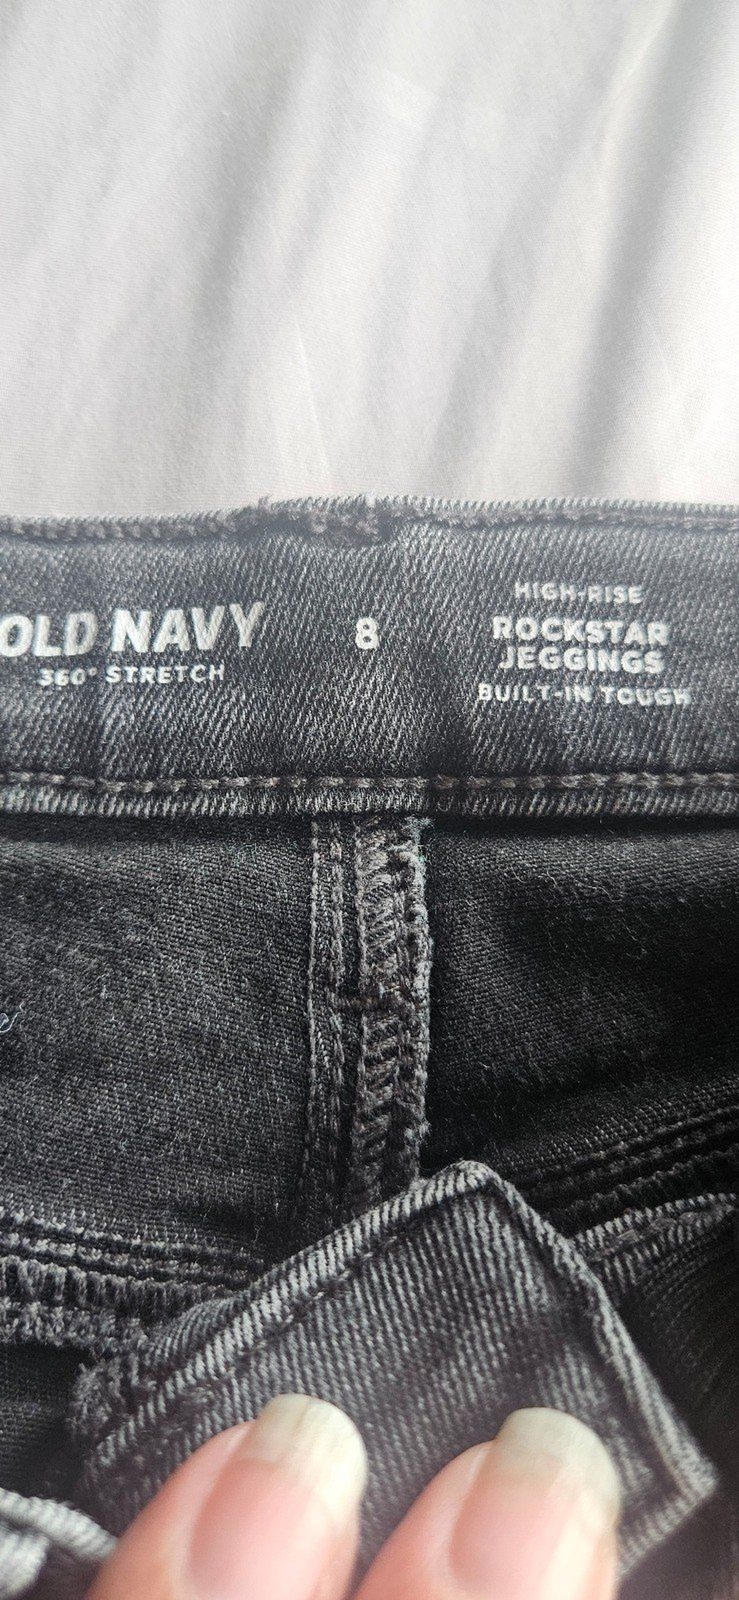 OLD NAVY
360° STRETCH
8
HIGH-RISE
ROCKSTAR
JEGGINGS
BUILT-IN TOUGH